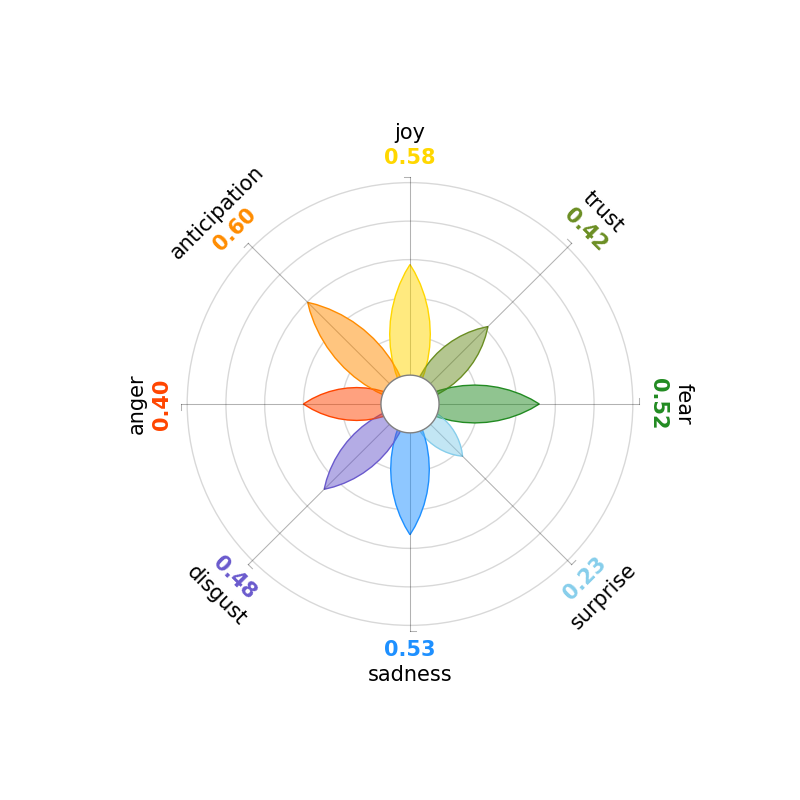 joy
0.58
trust
0.42
fear
0.52
surprise
0.23
0.53
sadness
0.48
disgust
anger
0.40
anticipation
0.60